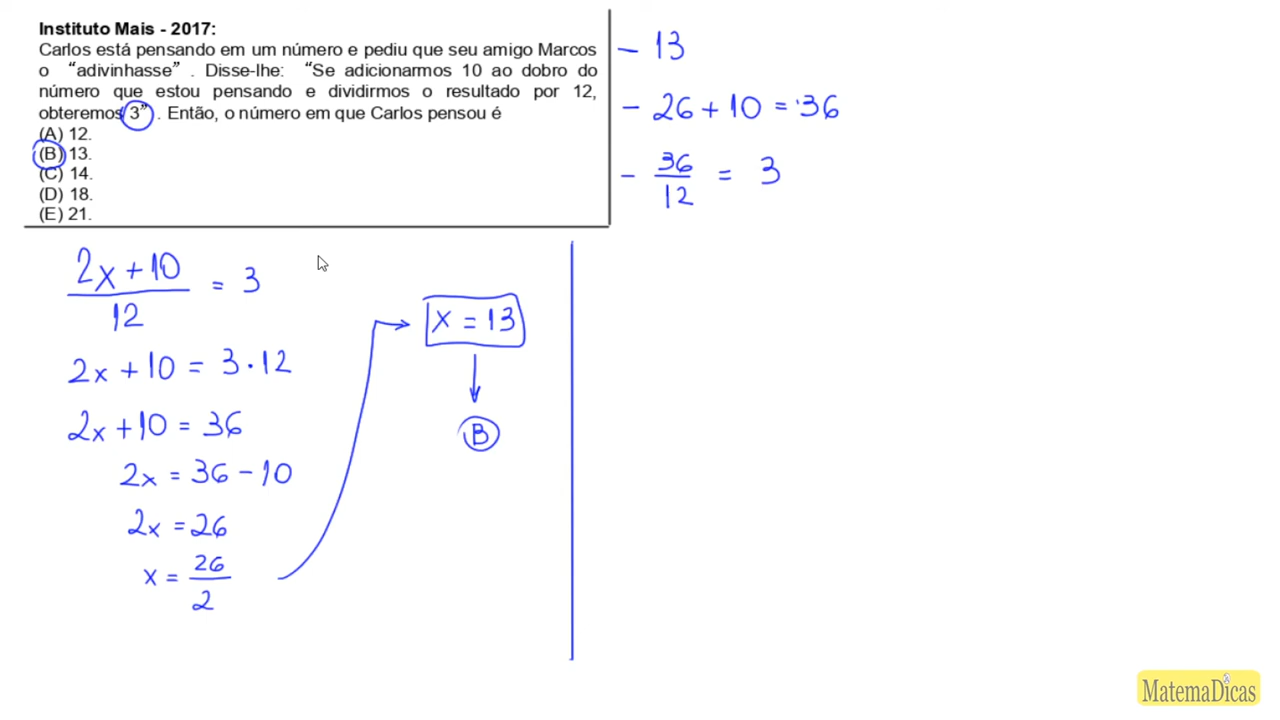 Instituto Mais - 2017:
Carlos está pensando em um número e pediu que seu amigo Marcos
o “adivinhasse” . Disse-lhe: “Se adicionarmos 10 ao dobro do
número que estou pensando e dividirmos o resultado por 12,
obteremos 3” . Então, o número em que Carlos pensou é
(A) 12.
(B) 13.
(C) 14.
(D) 18.
(E) 21.
- 13
- 26 + 10 = 36
- 36/12 = 3
2x + 10 / 12 = 3
2x + 10 = 3 · 12
2x + 10 = 36
2x = 36 - 10
2x = 26
x = 26/2
x = 13
B
MatemaDicas